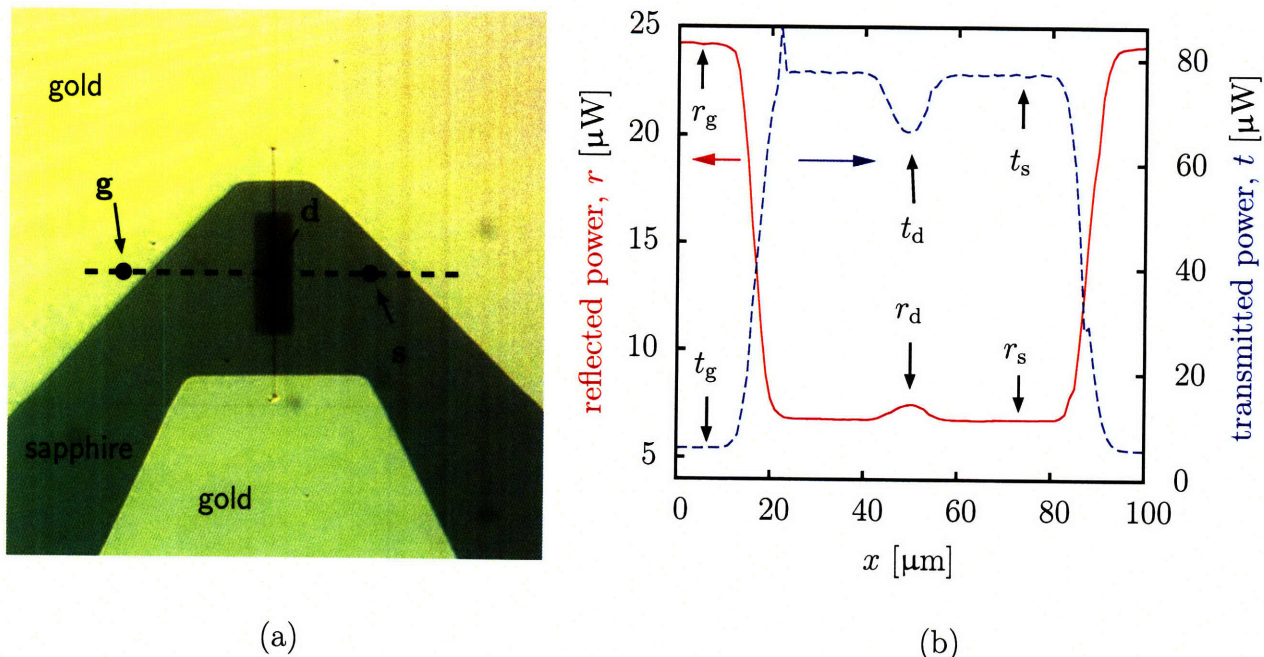 gold
g
d
s
sapphire
gold
(a)
reflected power, r [μW]
25
20
15
10
5
r_g
t_g
t_d
r_d
t_s
r_s
80
60
40
20
0
transmitted power, t [μW]
0 20 40 60 80 100
x [μm]
(b)